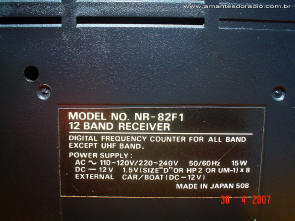 © www.amantesdoradio.com.br
MODEL NO. NR-82F1
12 BAND RECEIVER
DIGITAL FREQUENCY COUNTER FOR ALL BAND
EXCEPT UHF BAND.
POWER SUPPLY:
AC ~ 110-120V/220-240V 50/60Hz 15W
DC ⎓ 12V 1.5V(SIZE"D" OR HP2 OR UM-1) x 8
EXTERNAL CAR/BOAT (DC-12V)
MADE IN JAPAN 508
30 4 2007